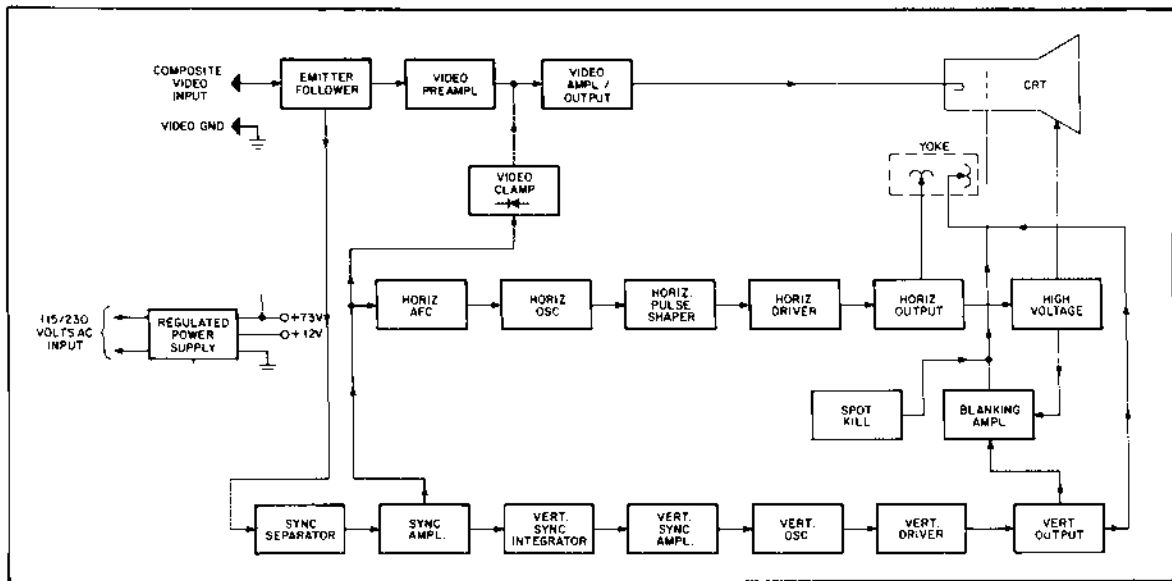 COMPOSITE
VIDEO
INPUT
VIDEO GND
EMITTER
FOLLOWER
VIDEO
PREAMPL
VIDEO
AMPL /
OUTPUT
CRT
YOKE
VIDEO
CLAMP
115/230
VOLTS AC
INPUT
REGULATED
POWER
SUPPLY
+73V
+12V
HORIZ
AFC
HORIZ
OSC
HORIZ.
PULSE
SHAPER
HORIZ
DRIVER
HORIZ
OUTPUT
HIGH
VOLTAGE
SPOT
KILL
BLANKING
AMPL
SYNC
SEPARATOR
SYNC
AMPL.
VERT.
SYNC
INTEGRATOR
VERT.
SYNC
AMPL.
VERT.
OSC
VERT.
DRIVER
VERT
OUTPUT